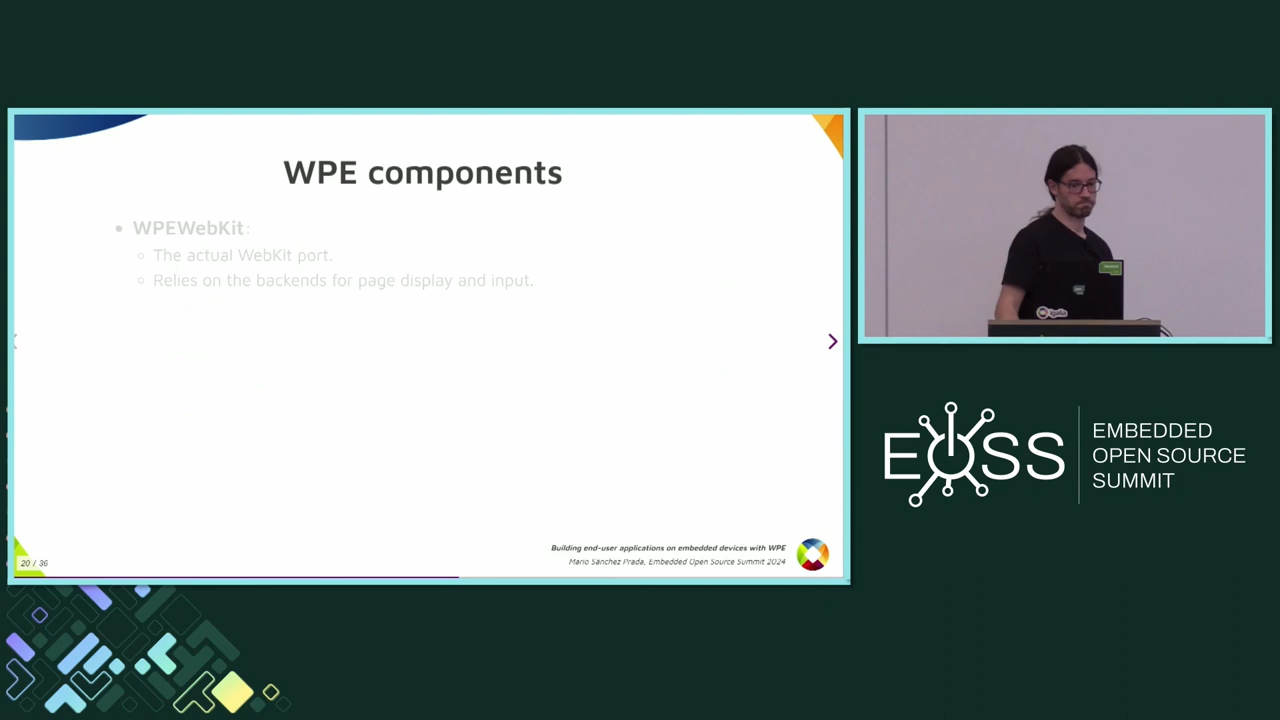 WPE components
WPEWebKit:
The actual WebKit port.
Relies on the backends for page display and input.
Building end-user applications on embedded devices with WPE
Mario Sánchez Prada, Embedded Open Source Summit 2024
20 / 36
EOSS
EMBEDDED
OPEN SOURCE
SUMMIT